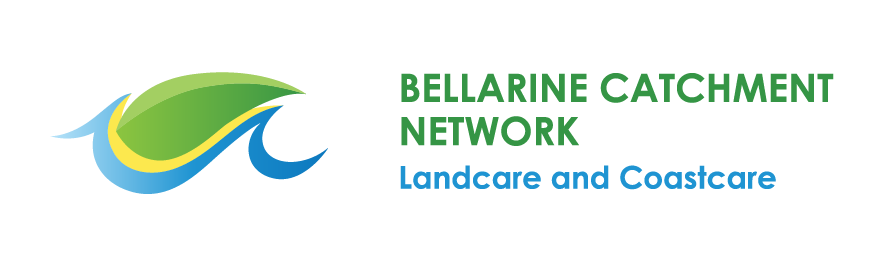 BELLARINE CATCHMENT
NETWORK
Landcare and Coastcare